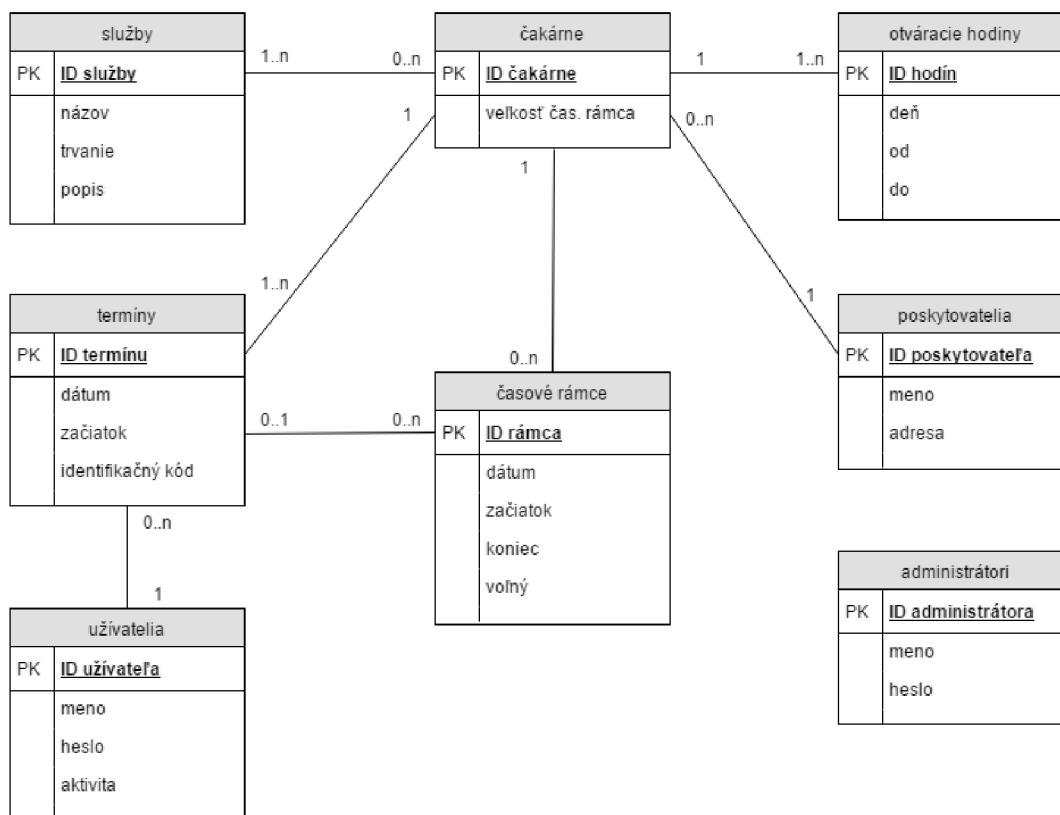 služby
PK ID služby
názov
trvanie
popis
1..n
0..n
čakárne
PK ID čakárne
veľkosť čas. rámca
1
1..n
otváracie hodiny
PK ID hodín
deň
od
do
1
1..n
1
0..n
0..n
1
termíny
PK ID termínu
dátum
začiatok
identifikačný kód
0..1
0..n
časové rámce
PK ID rámca
dátum
začiatok
koniec
voľný
poskytovatelia
PK ID poskytovateľa
meno
adresa
0..n
1
užívatelia
PK ID užívateľa
meno
heslo
aktivita
administrátori
PK ID administrátora
meno
heslo